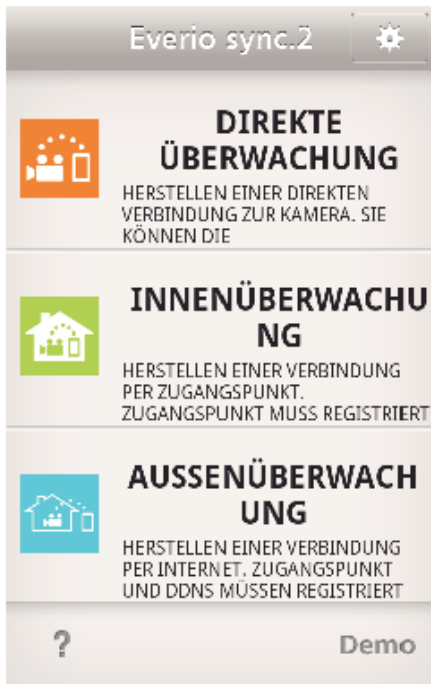 Everio sync.2
DIREKTE
ÜBERWACHUNG
HERSTELLEN EINER DIREKTEN
VERBINDUNG ZUR KAMERA. SIE
KÖNNEN DIE
INNENÜBERWACHU
NG
HERSTELLEN EINER VERBINDUNG
PER ZUGANGSPUNKT.
ZUGANGSPUNKT MUSS REGISTRIERT
AUSSENÜBERWACH
UNG
HERSTELLEN EINER VERBINDUNG
PER INTERNET. ZUGANGSPUNKT
UND DDNS MÜSSEN REGISTRIERT
? Demo